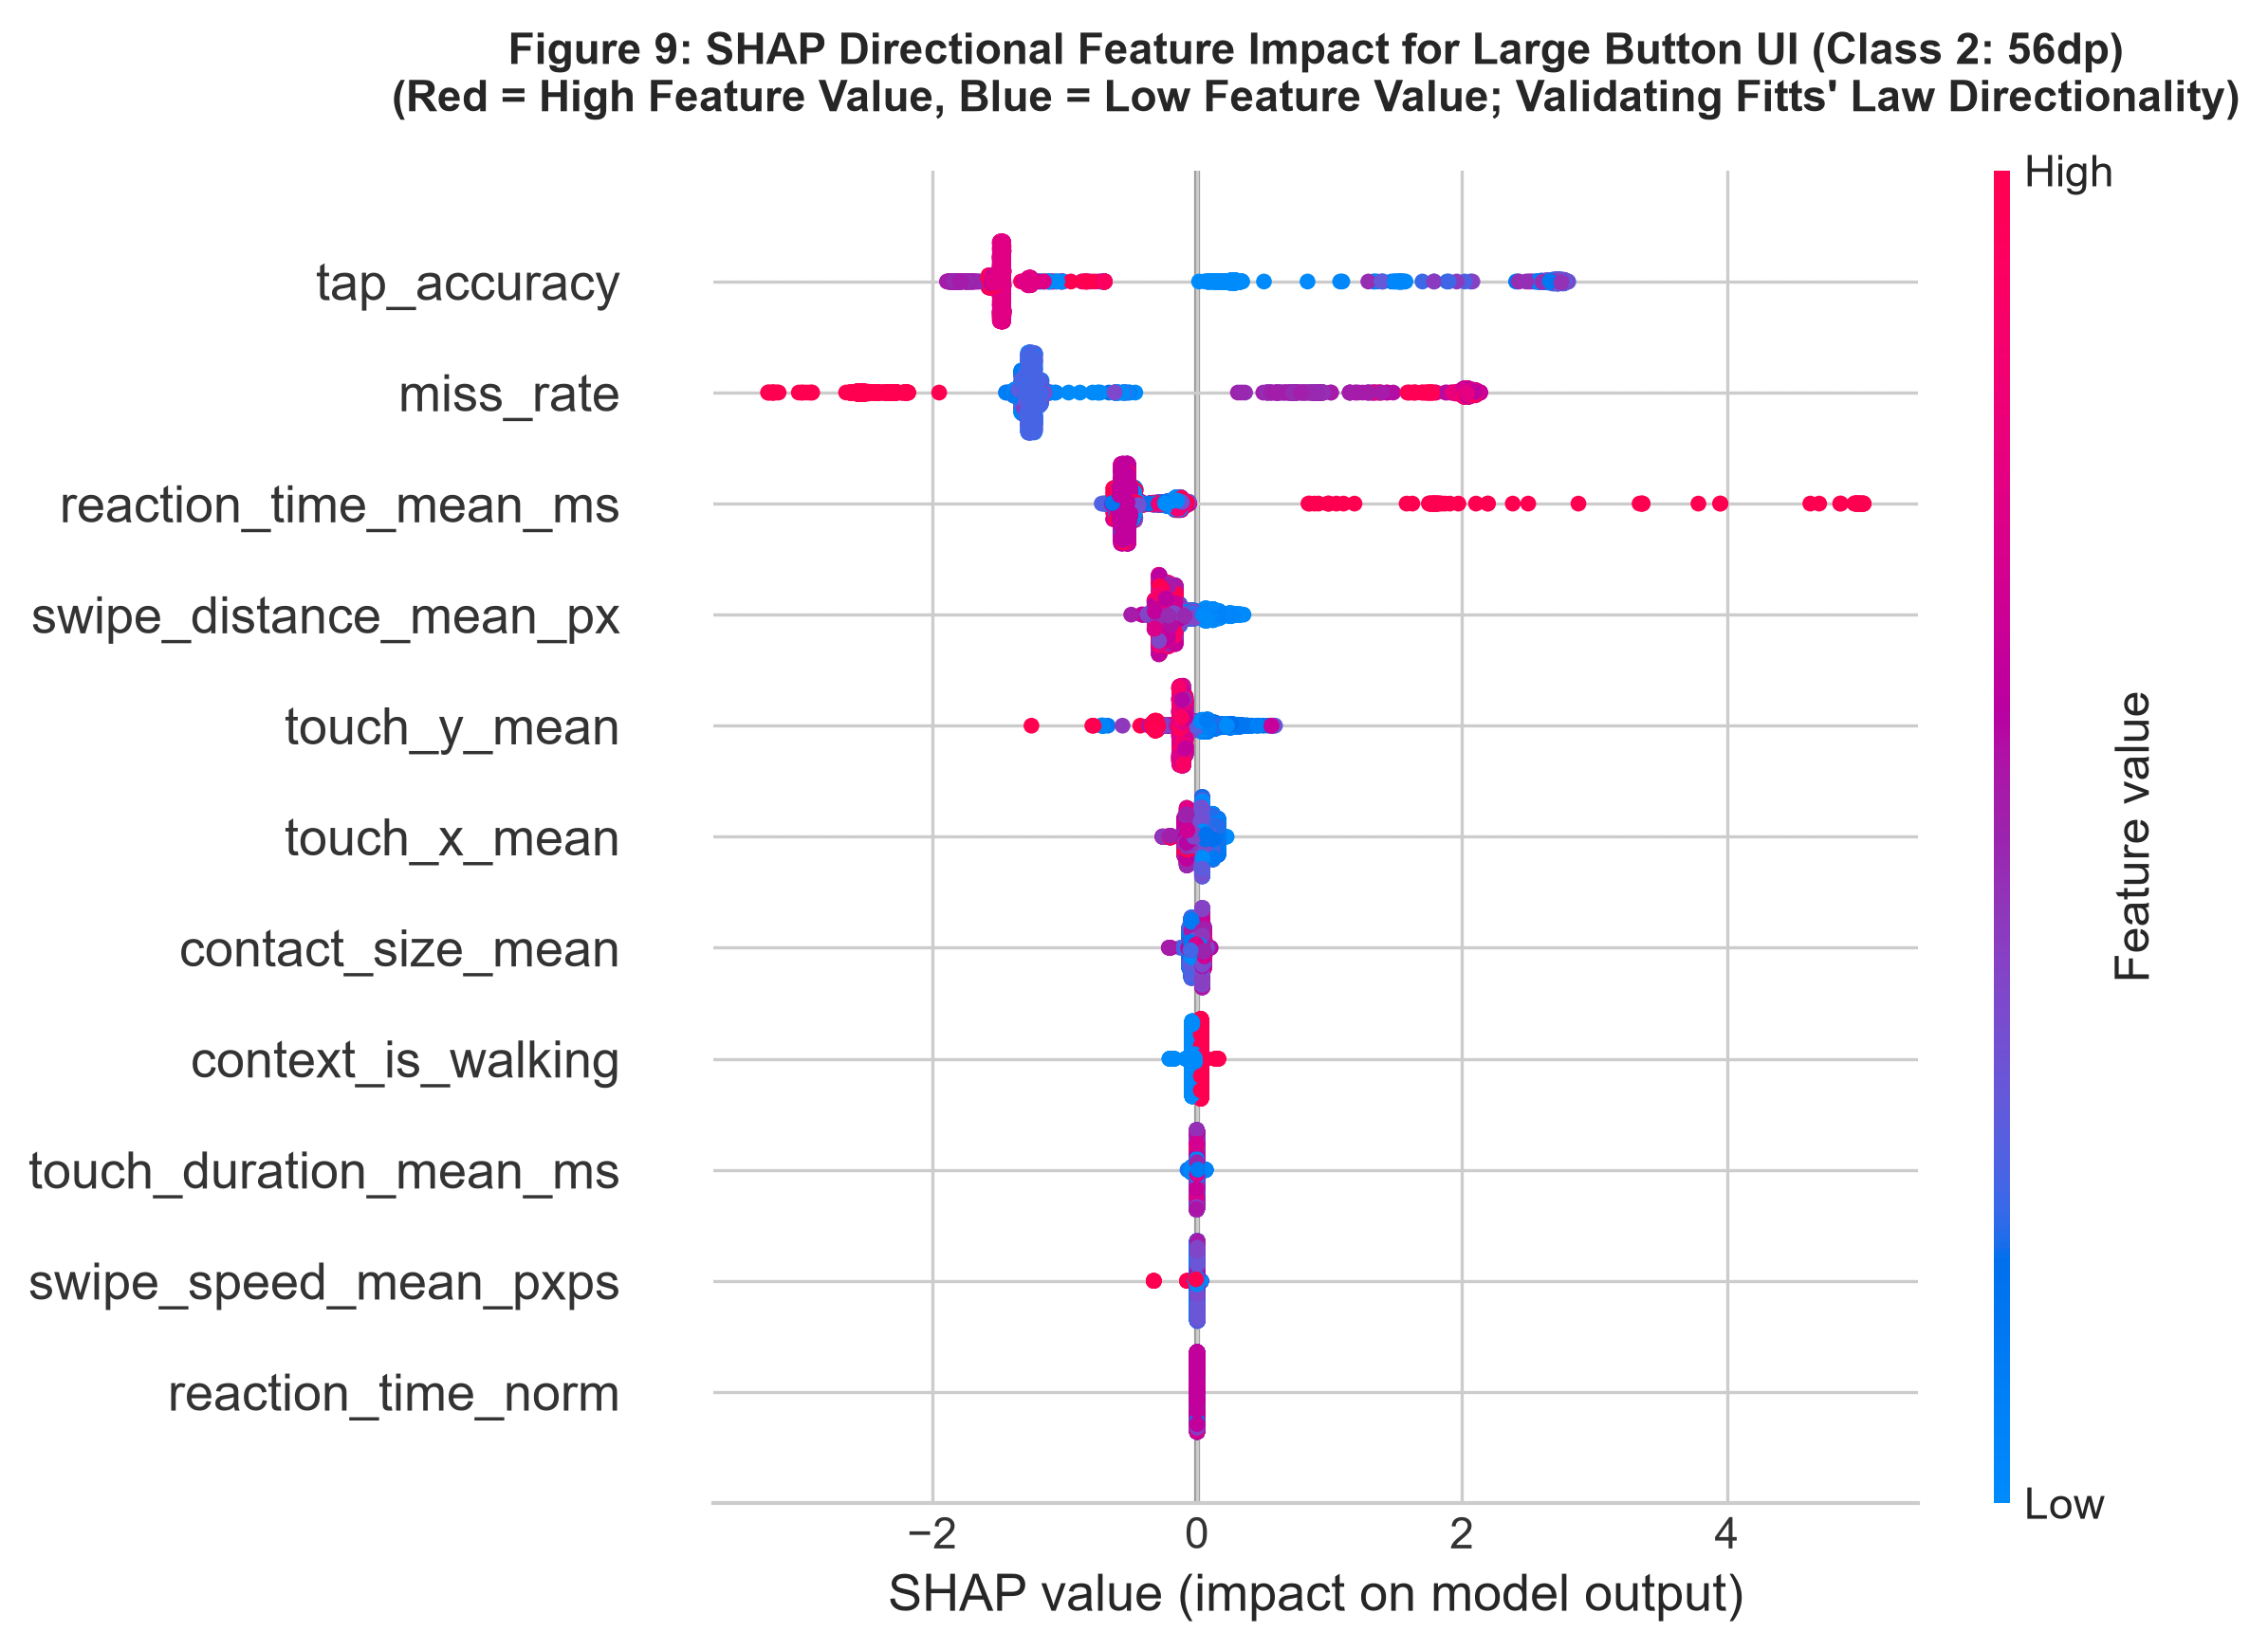 Figure 9: SHAP Directional Feature Impact for Large Button UI (Class 2: 56dp)
(Red = High Feature Value, Blue = Low Feature Value; Validating Fitts' Law Directionality)
High
tap_accuracy
miss_rate
reaction_time_mean_ms
swipe_distance_mean_px
touch_y_mean
touch_x_mean
contact_size_mean
context_is_walking
touch_duration_mean_ms
swipe_speed_mean_pxps
reaction_time_norm
Feature value
Low
−2 0 2 4
SHAP value (impact on model output)